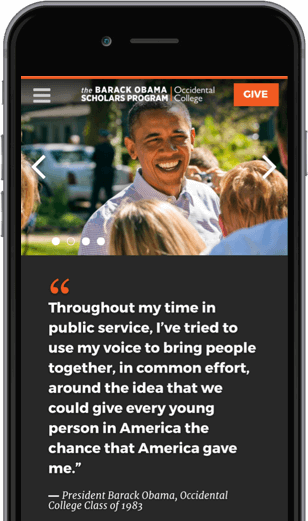 the BARACK OBAMA
SCHOLARS PROGRAM
Occidental
College
GIVE
“
Throughout my time in
public service, I’ve tried to
use my voice to bring people
together, in common effort,
around the idea that we
could give every young
person in America the
chance that America gave
me.”
— President Barack Obama, Occidental
College Class of 1983